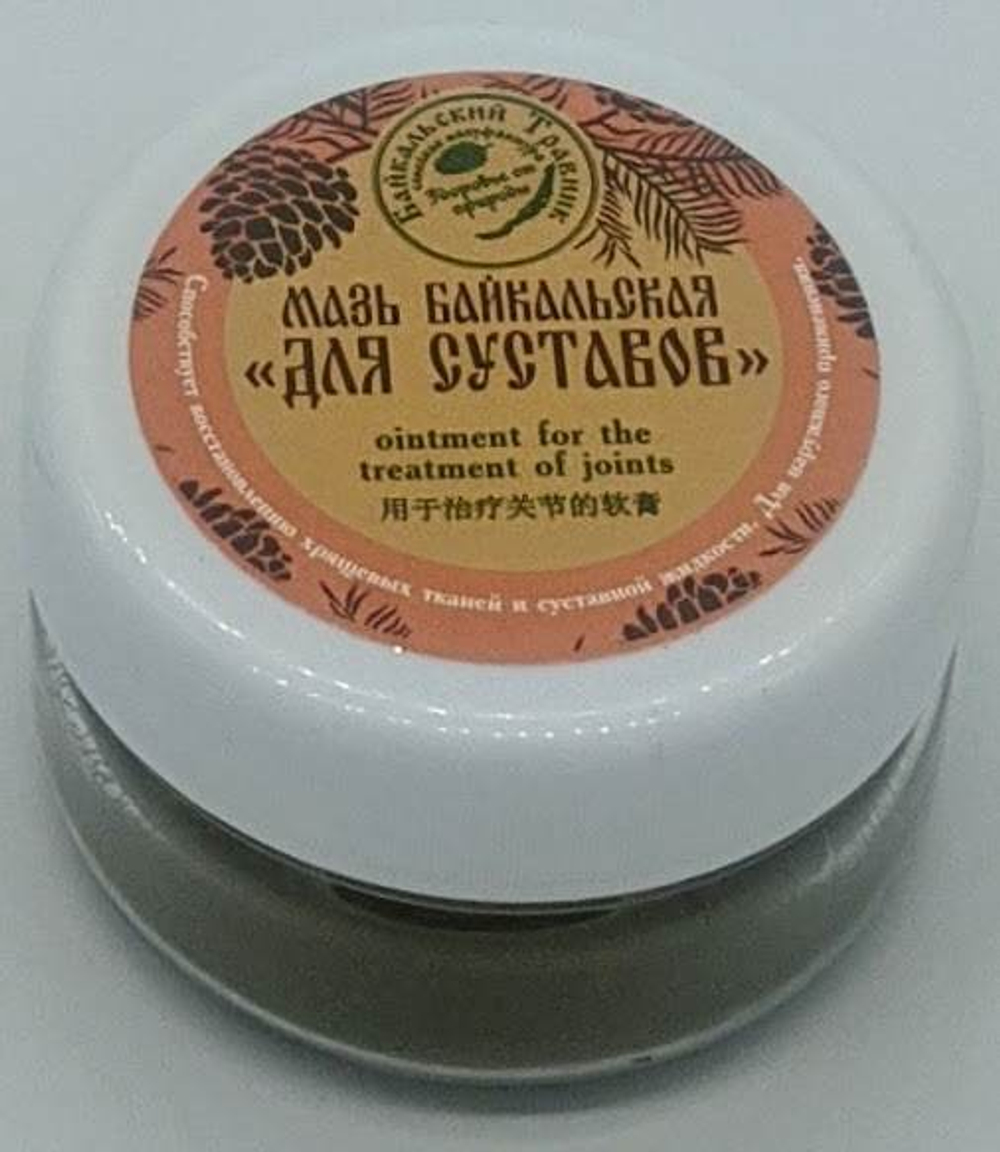 Байкальский Травник
Здоровье от
природы
МАЗЬ БАЙКАЛЬСКАЯ
«ДЛЯ СУСТАВОВ»
ointment for the
treatment of joints
用于治疗关节的软膏
Способствует восстановлению хрящевых тканей и суставной жидкости. Для наружного применения.